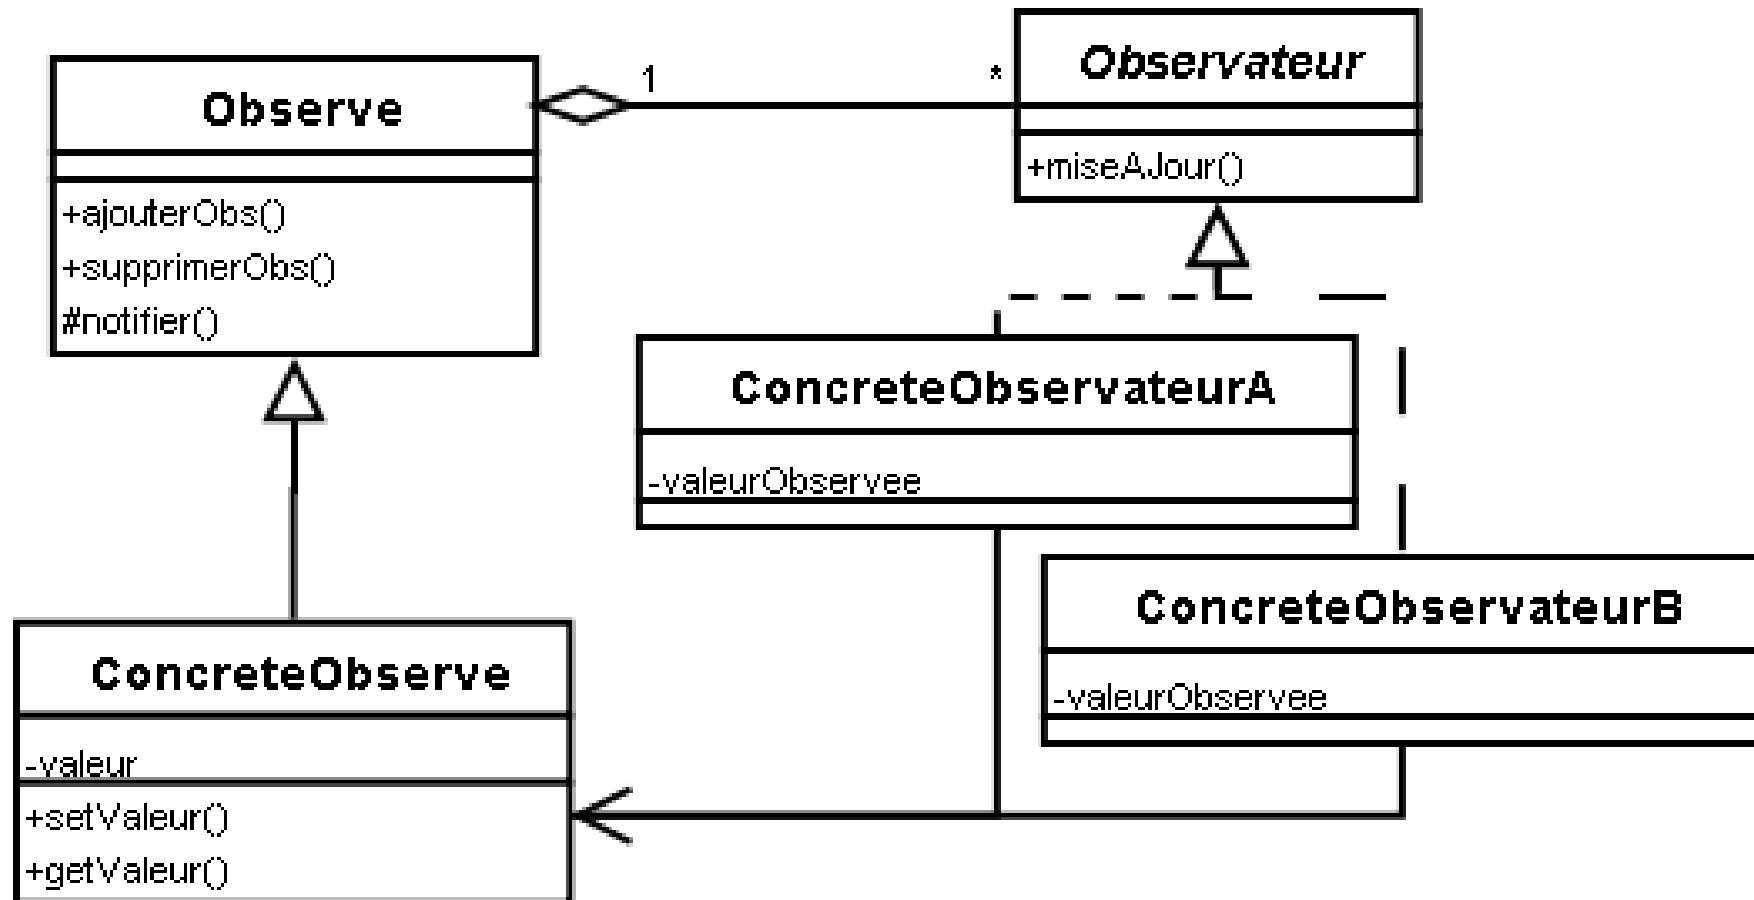 Observe
+ajouterObs()
+supprimerObs()
#notifier()
1
*
Observateur
+miseAJour()
ConcreteObservateurA
-valeurObservee
ConcreteObservateurB
-valeurObservee
ConcreteObserve
-valeur
+setValeur()
+getValeur()